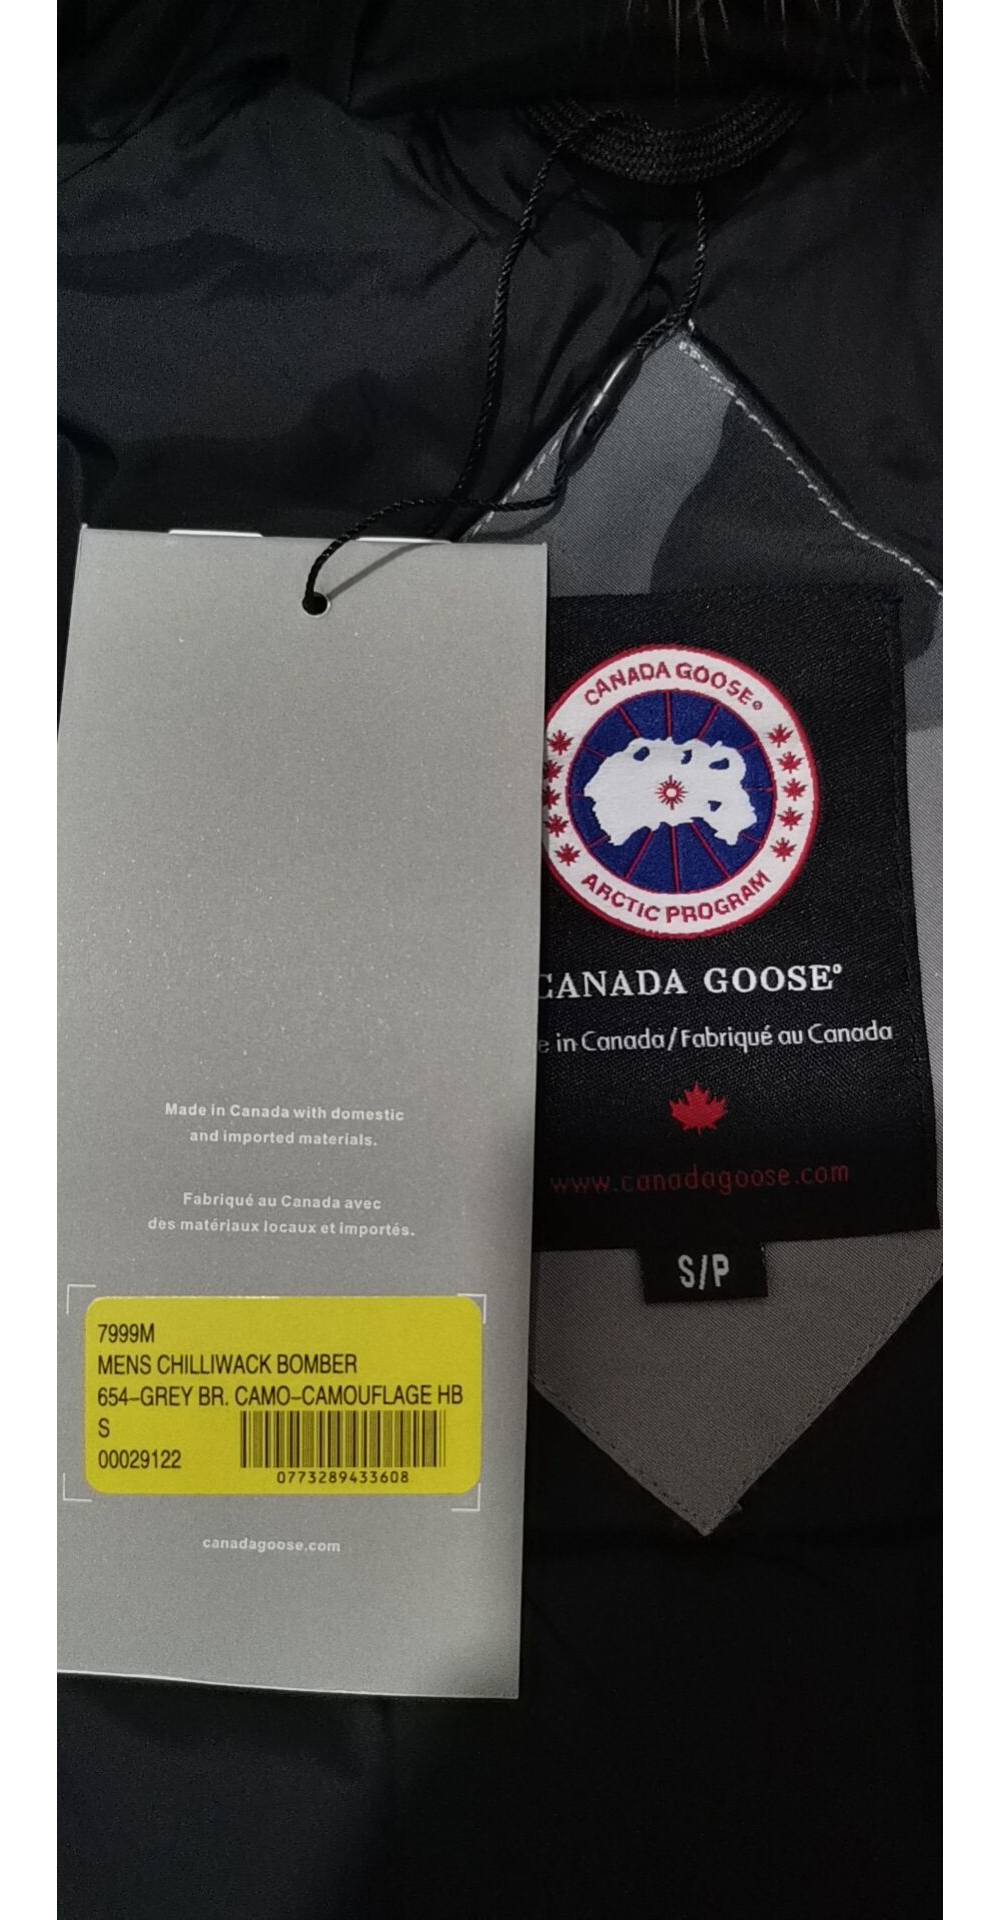 CANADA GOOSE®
ARCTIC PROGRAM
CANADA GOOSE®
e in Canada/Fabriqué au Canada
www.canadagoose.com
S/P
Made in Canada with domestic
and imported materials.
Fabriqué au Canada avec
des matériaux locaux et importés.
7999M
MENS CHILLIWACK BOMBER
654-GREY BR. CAMO-CAMOUFLAGE HB
S
00029122
0773289433608
canadagoose.com